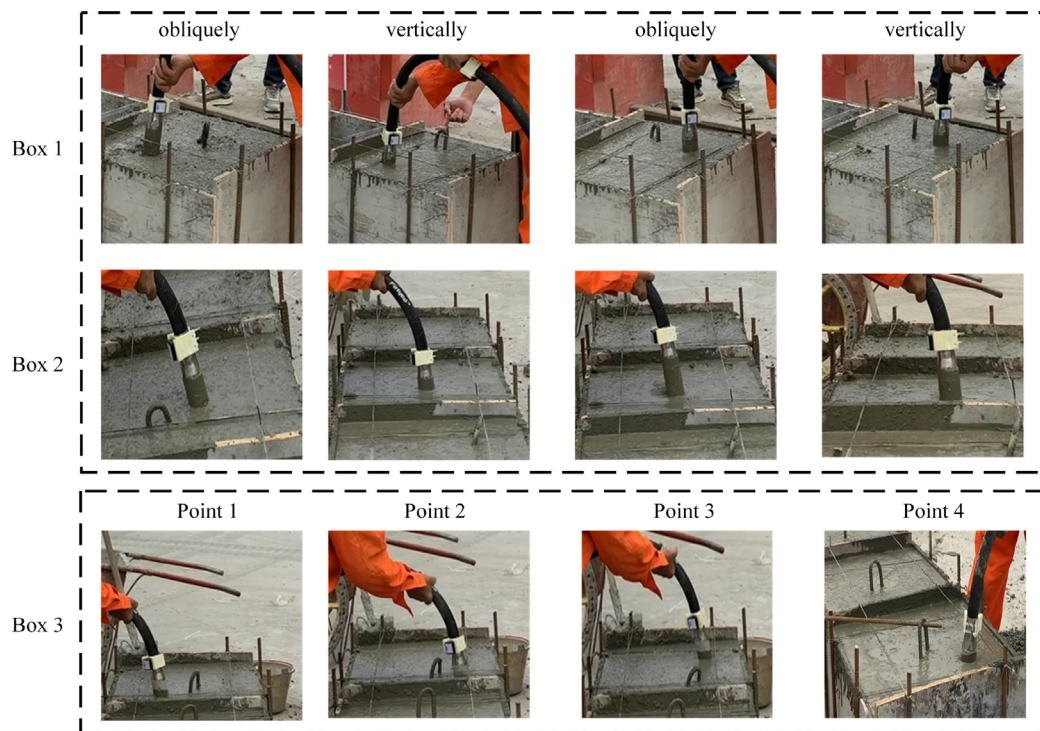 obliquely vertically obliquely vertically
Box 1
Box 2
Point 1 Point 2 Point 3 Point 4
Box 3